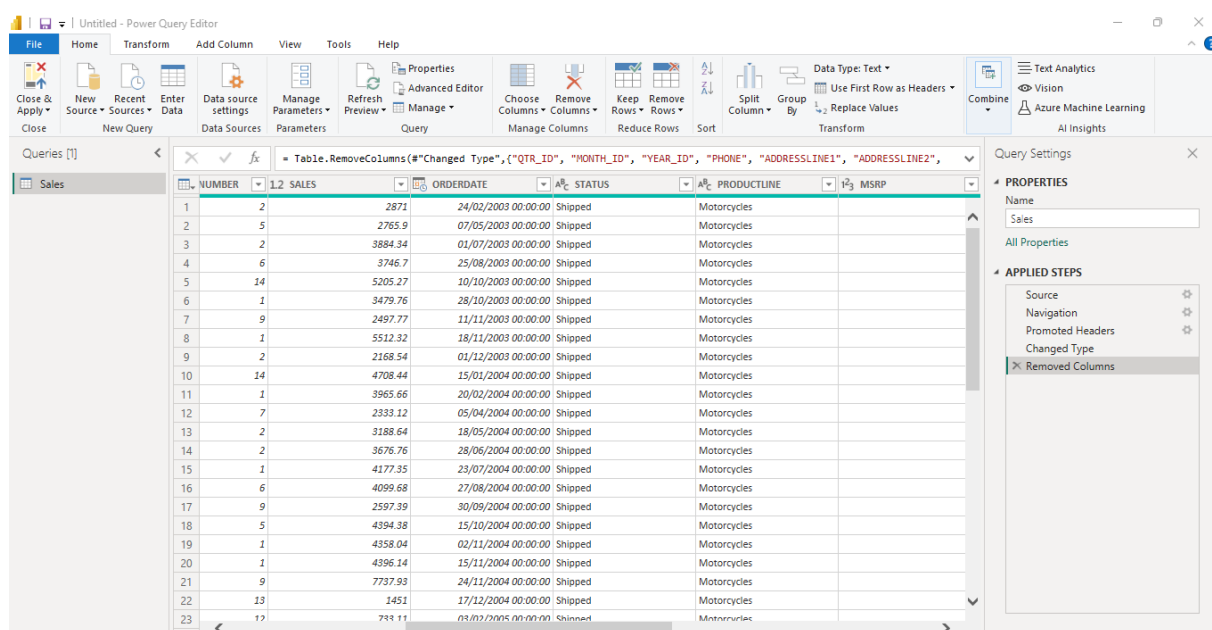 Untitled - Power Query Editor
File Home Transform Add Column View Tools Help
Close & Apply
New Source
Recent Sources
Enter Data
Data source settings
Manage Parameters
Refresh Preview
Properties
Advanced Editor
Manage
Choose Columns
Remove Columns
Keep Rows
Remove Rows
Split Column
Group By
Data Type: Text
Use First Row as Headers
Replace Values
Combine
Text Analytics
Vision
Azure Machine Learning
Close New Query Data Sources Parameters Query Manage Columns Reduce Rows Sort Transform AI Insights
Queries [1]
Sales
fx = Table.RemoveColumns(#"Changed Type",{"QTR_ID", "MONTH_ID", "YEAR_ID", "PHONE", "ADDRESSLINE1", "ADDRESSLINE2",
NUMBER 1.2 SALES ORDERDATE ABC STATUS ABC PRODUCTLINE 123 MSRP
1 2 2871 24/02/2003 00:00:00 Shipped Motorcycles
2 5 2765.9 07/05/2003 00:00:00 Shipped Motorcycles
3 2 3884.34 01/07/2003 00:00:00 Shipped Motorcycles
4 6 3746.7 25/08/2003 00:00:00 Shipped Motorcycles
5 14 5205.27 10/10/2003 00:00:00 Shipped Motorcycles
6 1 3479.76 28/10/2003 00:00:00 Shipped Motorcycles
7 9 2497.77 11/11/2003 00:00:00 Shipped Motorcycles
8 1 5512.32 18/11/2003 00:00:00 Shipped Motorcycles
9 2 2168.54 01/12/2003 00:00:00 Shipped Motorcycles
10 14 4708.44 15/01/2004 00:00:00 Shipped Motorcycles
11 1 3965.66 20/02/2004 00:00:00 Shipped Motorcycles
12 7 2333.12 05/04/2004 00:00:00 Shipped Motorcycles
13 2 3188.64 18/05/2004 00:00:00 Shipped Motorcycles
14 2 3676.76 28/06/2004 00:00:00 Shipped Motorcycles
15 1 4177.35 23/07/2004 00:00:00 Shipped Motorcycles
16 6 4099.68 27/08/2004 00:00:00 Shipped Motorcycles
17 9 2597.39 30/09/2004 00:00:00 Shipped Motorcycles
18 5 4394.38 15/10/2004 00:00:00 Shipped Motorcycles
19 1 4358.04 02/11/2004 00:00:00 Shipped Motorcycles
20 1 4396.14 15/11/2004 00:00:00 Shipped Motorcycles
21 9 7737.93 24/11/2004 00:00:00 Shipped Motorcycles
22 13 1451 17/12/2004 00:00:00 Shipped Motorcycles
23 12 733.11 03/02/2005 00:00:00 Shipped Motorcycles
Query Settings
PROPERTIES
Name
Sales
All Properties
APPLIED STEPS
Source
Navigation
Promoted Headers
Changed Type
Removed Columns